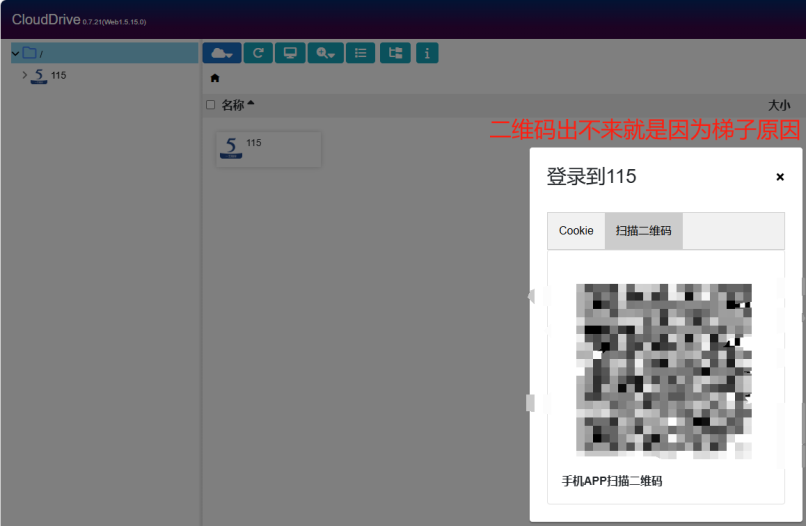 CloudDrive 0.7.21(Web1.5.15.0)
/
115
名称
大小
115
二维码出不来就是因为梯子原因
登录到115
×
Cookie
扫描二维码
手机APP扫描二维码